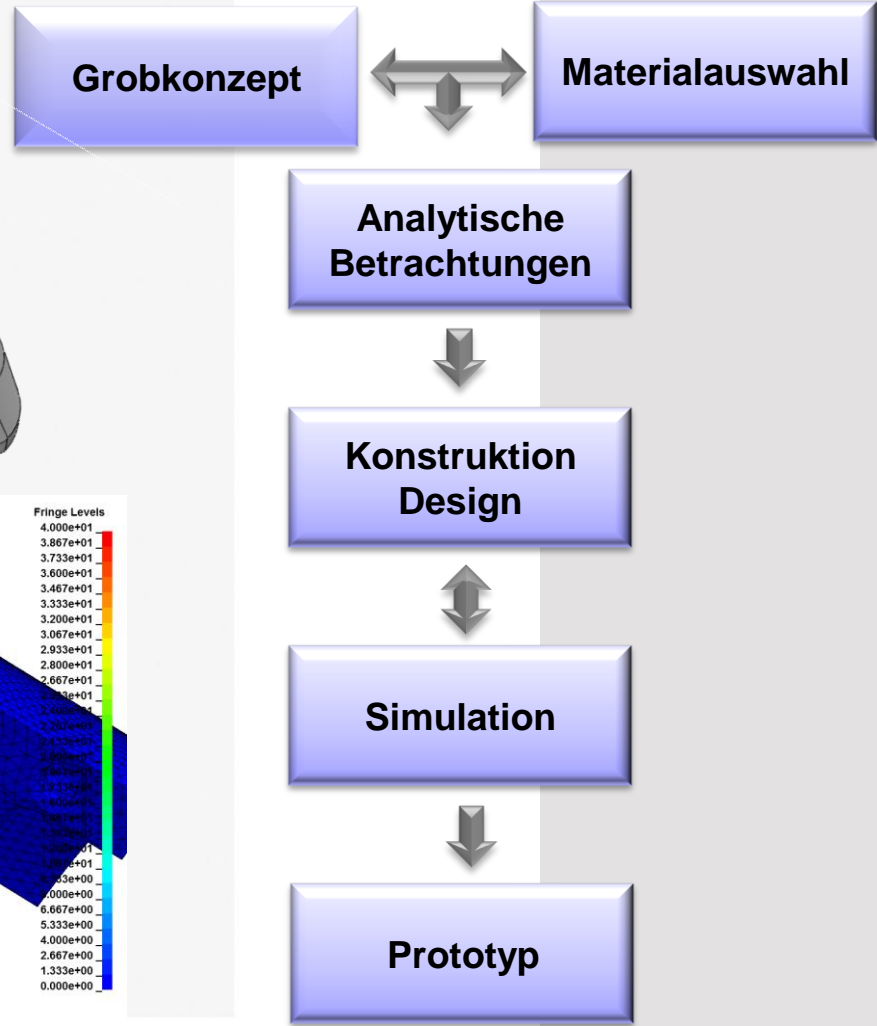 Grobkonzept
Materialauswahl
Analytische
Betrachtungen
Konstruktion
Design
Simulation
Prototyp
Fringe Levels
4.000e+01
3.867e+01
3.733e+01
3.600e+01
3.467e+01
3.333e+01
3.200e+01
3.067e+01
2.933e+01
2.800e+01
2.667e+01
6.667e+00
5.333e+00
4.000e+00
2.667e+00
1.333e+00
0.000e+00